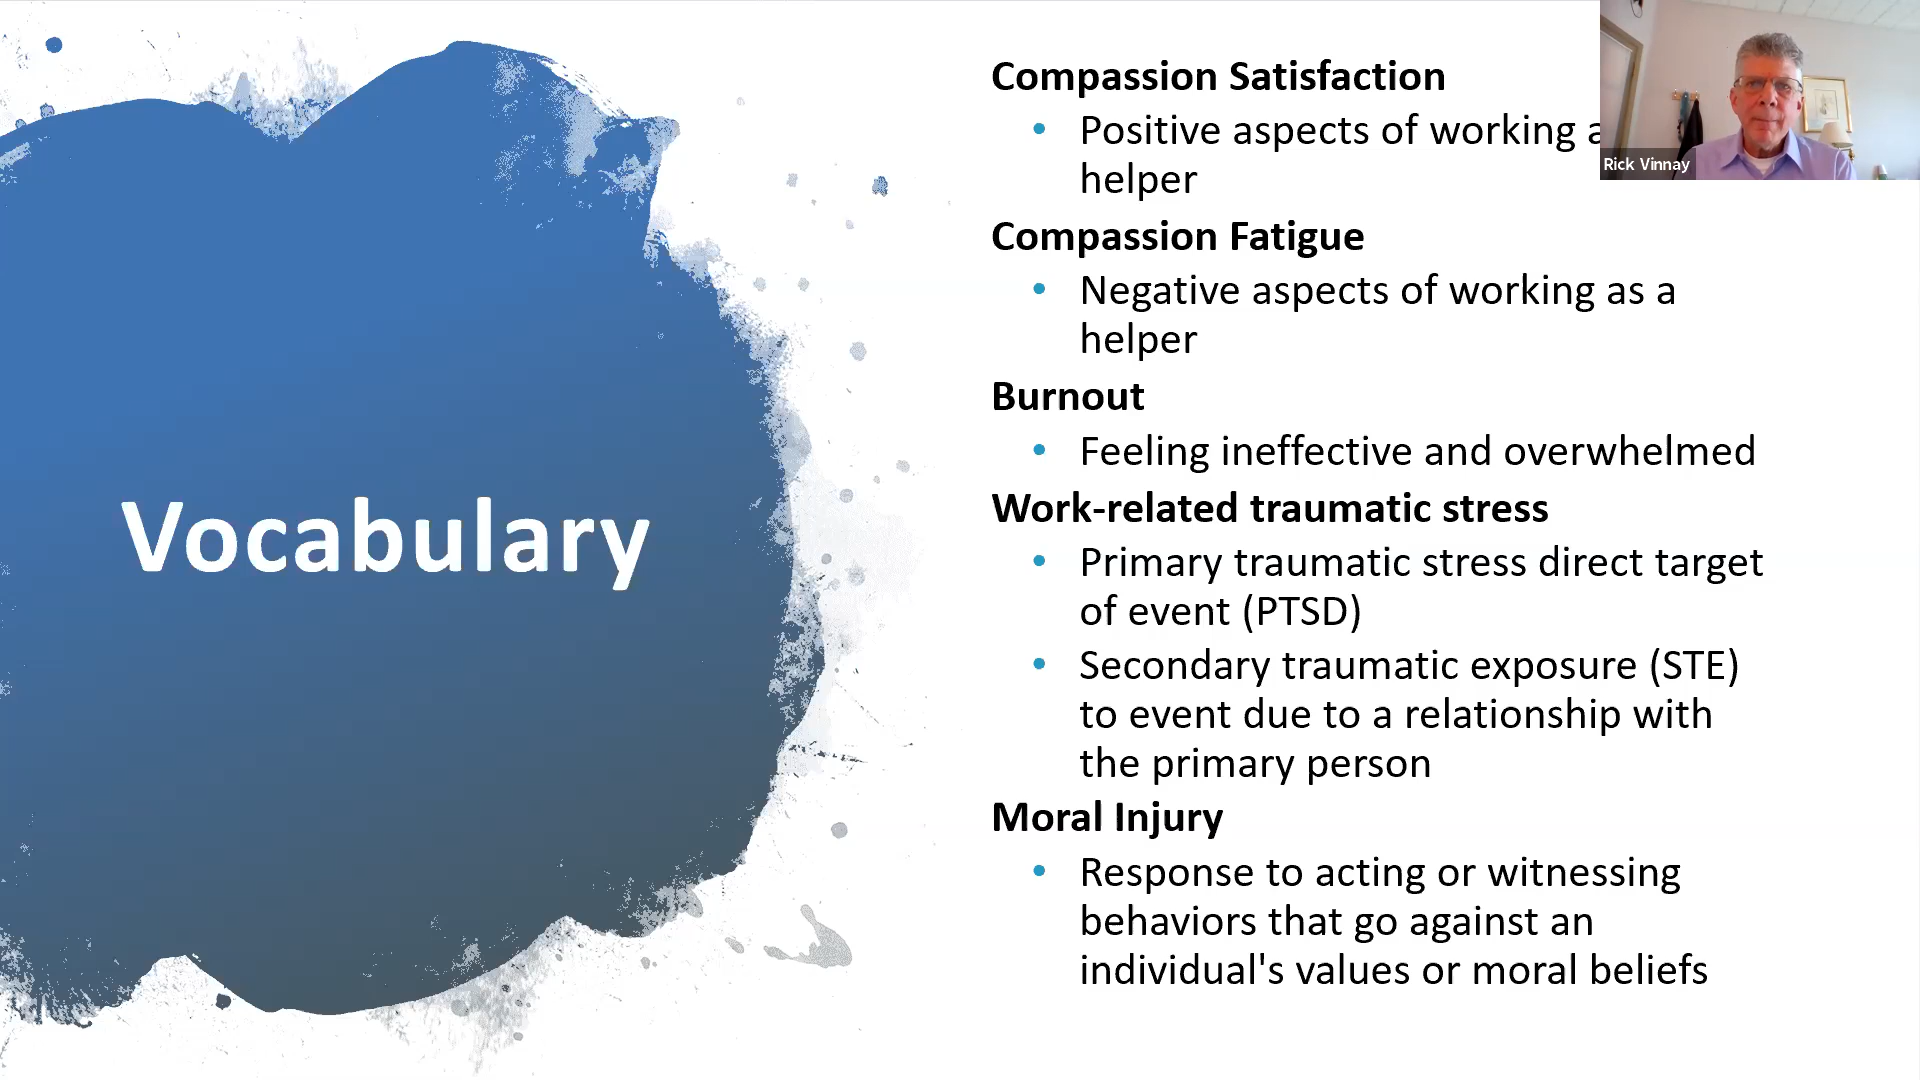 Vocabulary
Compassion Satisfaction
• Positive aspects of working
helper
Compassion Fatigue
• Negative aspects of working as a
helper
Burnout
• Feeling ineffective and overwhelmed
Work-related traumatic stress
• Primary traumatic stress direct target
of event (PTSD)
• Secondary traumatic exposure (STE)
to event due to a relationship with
the primary person
Moral Injury
• Response to acting or witnessing
behaviors that go against an
individual's values or moral beliefs
Rick Vinnay